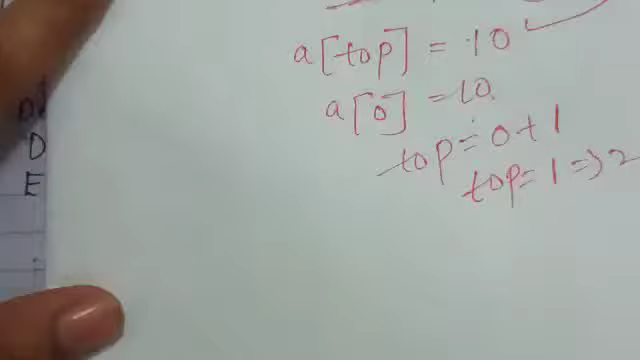 a[top] = 10
a[0] = 10
top = 0 + 1
top = 1 => 2
D
E